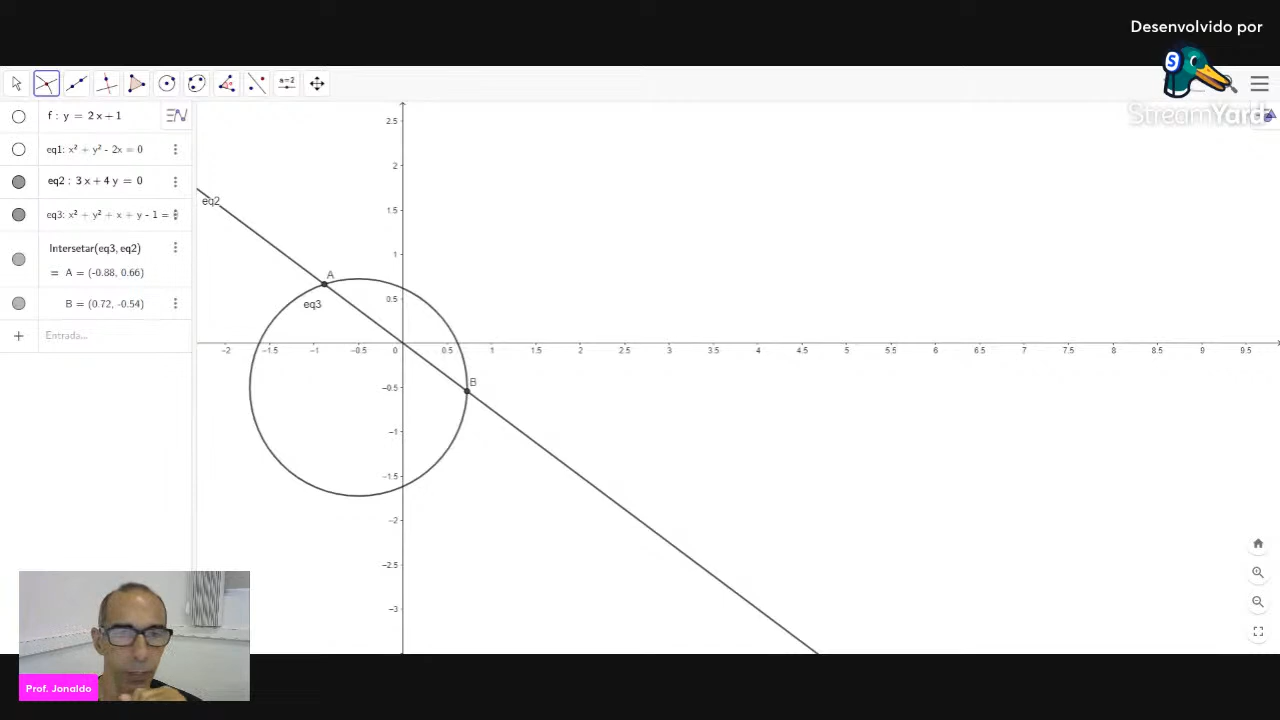 Desenvolvido por
S
StreamYard
a=2
f : y = 2 x + 1
eq1: x² + y² - 2x = 0
eq2 : 3 x + 4 y = 0
eq3: x² + y² + x + y - 1 =
Intersetar(eq3, eq2)
= A = (-0.88, 0.66)
B = (0.72, -0.54)
+ Entrada...
2.5
2
eq2
1.5
1
A
eq3
0.5
−2 −1.5 −1 −0.5 0 0.5 1 1.5 2 2.5 3 3.5 4 4.5 5 5.5 6 6.5 7 7.5 8 8.5 9 9.5
B
−0.5
−1
−1.5
−2
−2.5
−3
Prof. Jonaldo